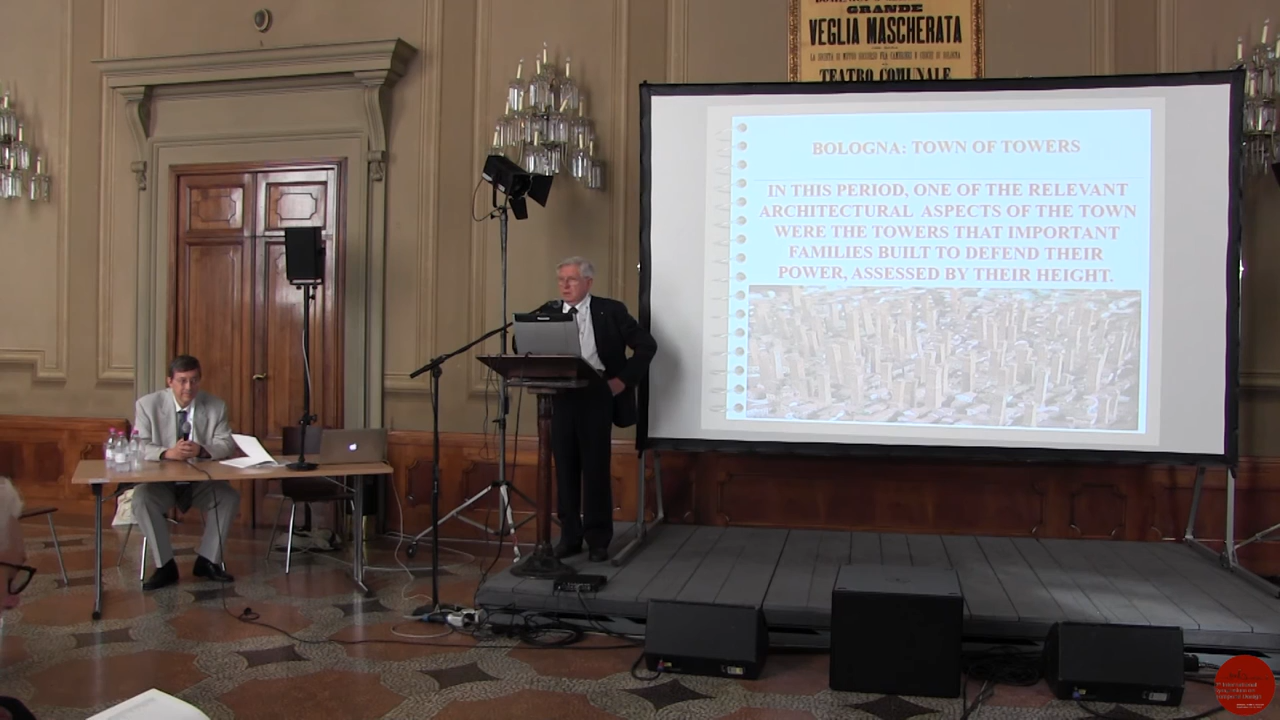 GRANDE
VEGLIA MASCHERATA
TEATRO COMUNALE
BOLOGNA: TOWN OF TOWERS
IN THIS PERIOD, ONE OF THE RELEVANT
ARCHITECTURAL ASPECTS OF THE TOWN
WERE THE TOWERS THAT IMPORTANT
FAMILIES BUILT TO DEFEND THEIR
POWER, ASSESSED BY THEIR HEIGHT.